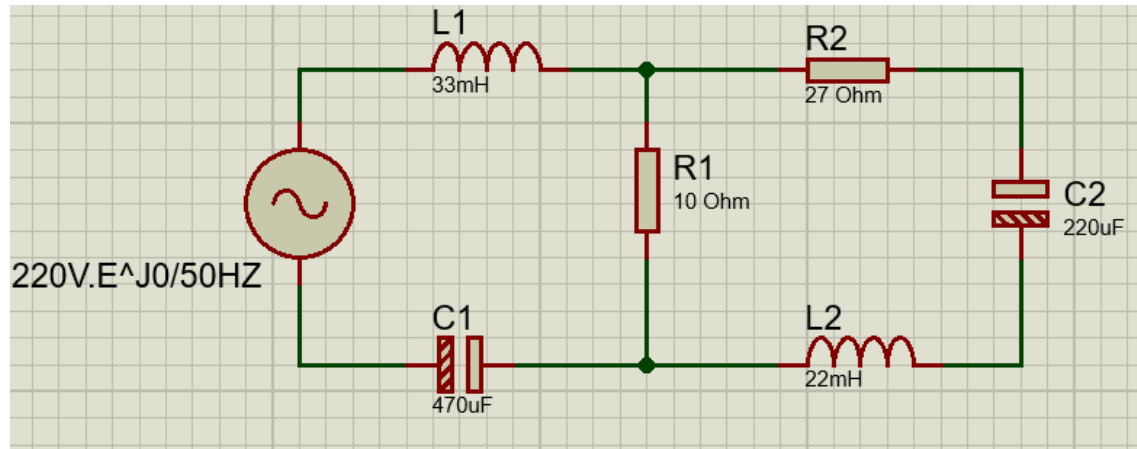 L1
33mH
R2
27 Ohm
R1
10 Ohm
C2
220uF
220V.E^J0/50HZ
C1
470uF
L2
22mH